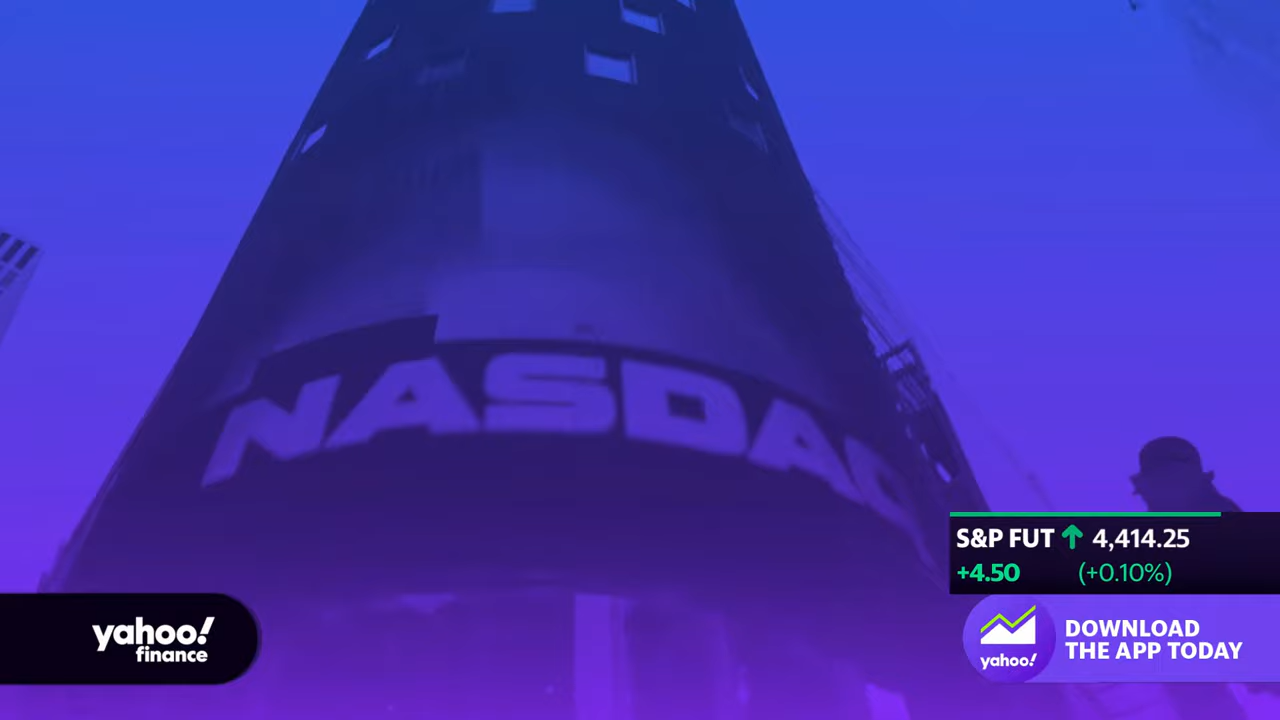 NASDAQ
S&P FUT 4,414.25
+4.50 (+0.10%)
yahoo!
finance
yahoo!
DOWNLOAD
THE APP TODAY